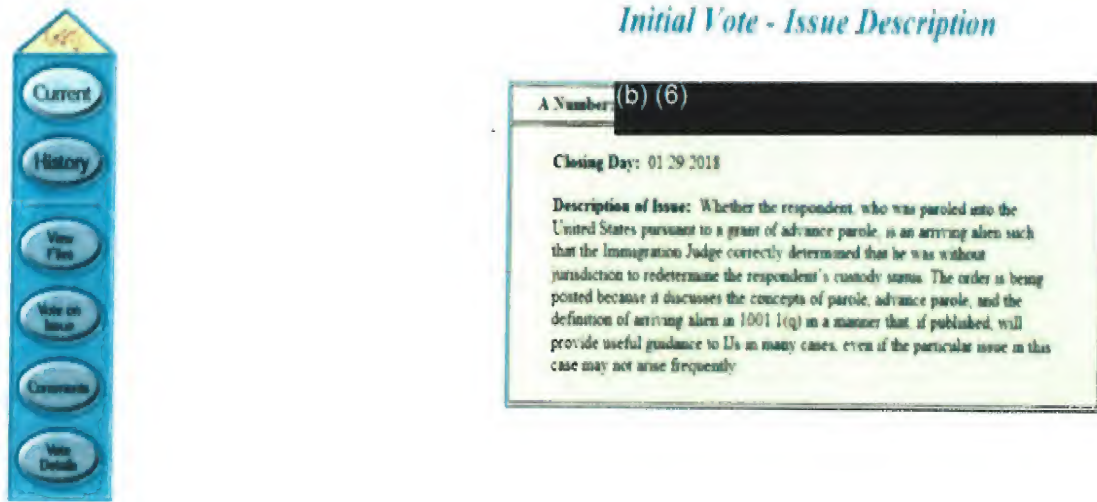 Initial Vote - Issue Description
Current
History
View
Files
Vote on
Issue
Comments
Vote
Details
A Number: (b) (6)
Closing Day: 01 29 2018
Description of Issue: Whether the respondent, who was paroled into the
United States pursuant to a grant of advance parole, is an arriving alien such
that the Immigration Judge correctly determined that he was without
jurisdiction to redetermine the respondent's custody status. The order is being
posted because it discusses the concepts of parole, advance parole, and the
definition of arriving alien in 1001 1(q) in a manner that, if published, will
provide useful guidance to IJs in many cases, even if the particular issue in this
case may not arise frequently